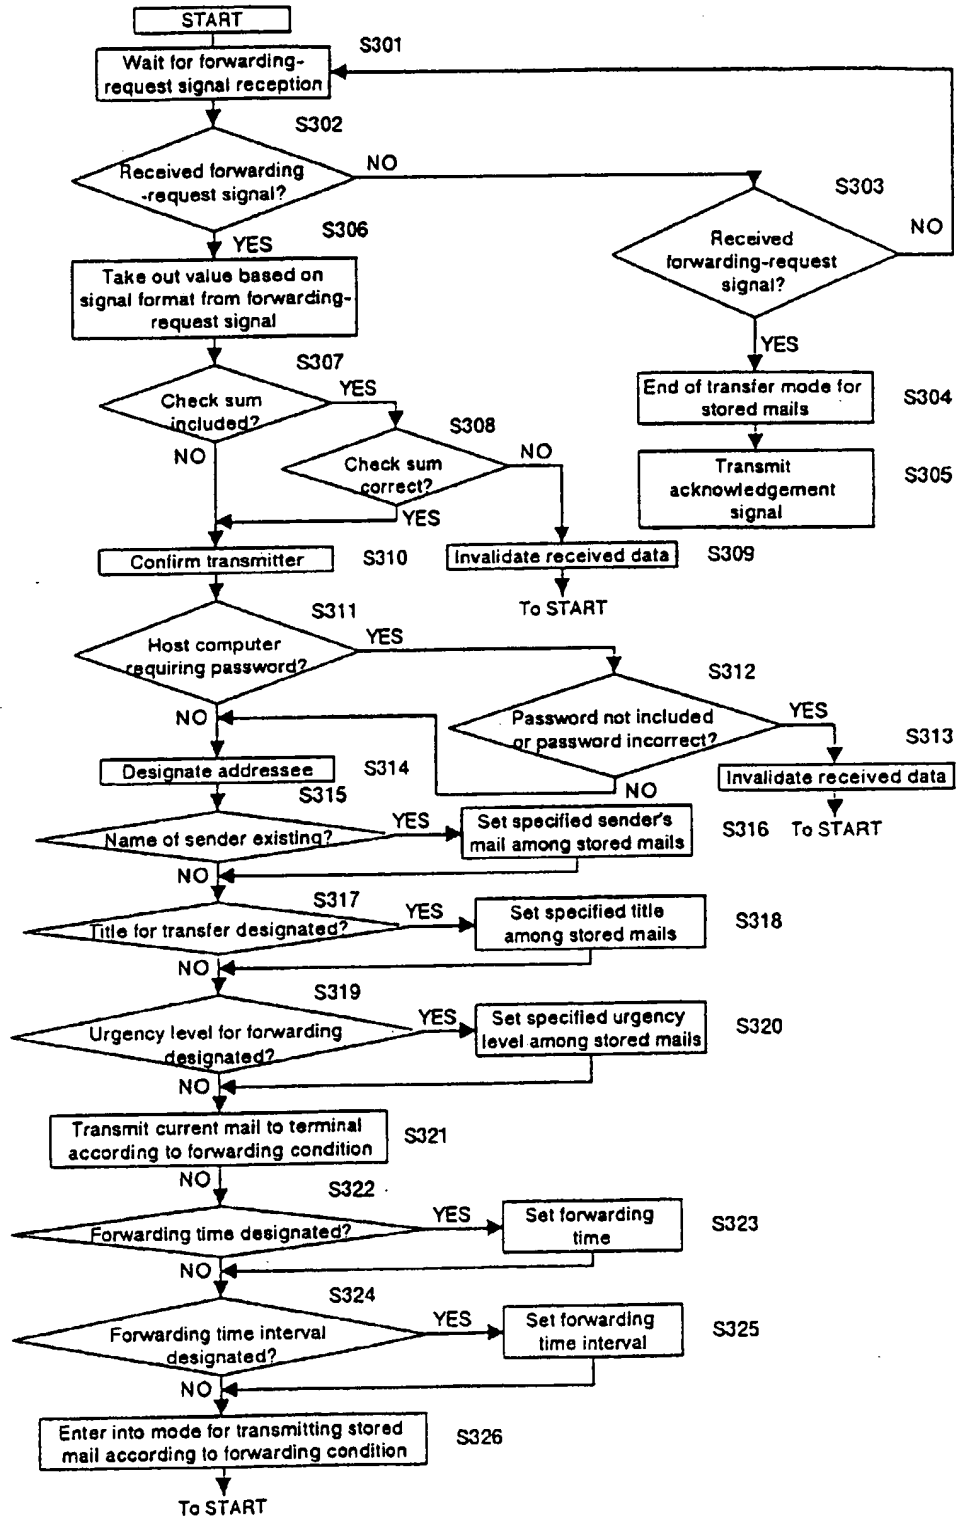 START
S301
Wait for forwarding-
request signal reception
S302
Received forwarding
-request signal?
NO
S303
Received
forwarding-request
signal?
NO
YES
End of transfer mode for
stored mails
S304
Transmit
acknowledgement
signal
S305
S306
YES
Take out value based on
signal format from forwarding-
request signal
S307
Check sum
included?
YES
NO
S308
Check sum
correct?
NO
YES
Invalidate received data
S309
To START
Confirm transmitter
S310
S311
Host computer
requiring password?
YES
NO
S312
Password not included
or password incorrect?
YES
NO
S313
Invalidate received data
To START
Designate addressee
S314
S315
Name of sender existing?
YES
NO
Set specified sender's
mail among stored mails
S316
S317
Title for transfer designated?
YES
NO
Set specified title
among stored mails
S318
S319
Urgency level for forwarding
designated?
YES
NO
Set specified urgency
level among stored mails
S320
Transmit current mail to terminal
according to forwarding condition
S321
NO
S322
Forwarding time designated?
YES
NO
Set forwarding
time
S323
S324
Forwarding time interval
designated?
YES
NO
Set forwarding
time interval
S325
Enter into mode for transmitting stored
mail according to forwarding condition
S326
To START